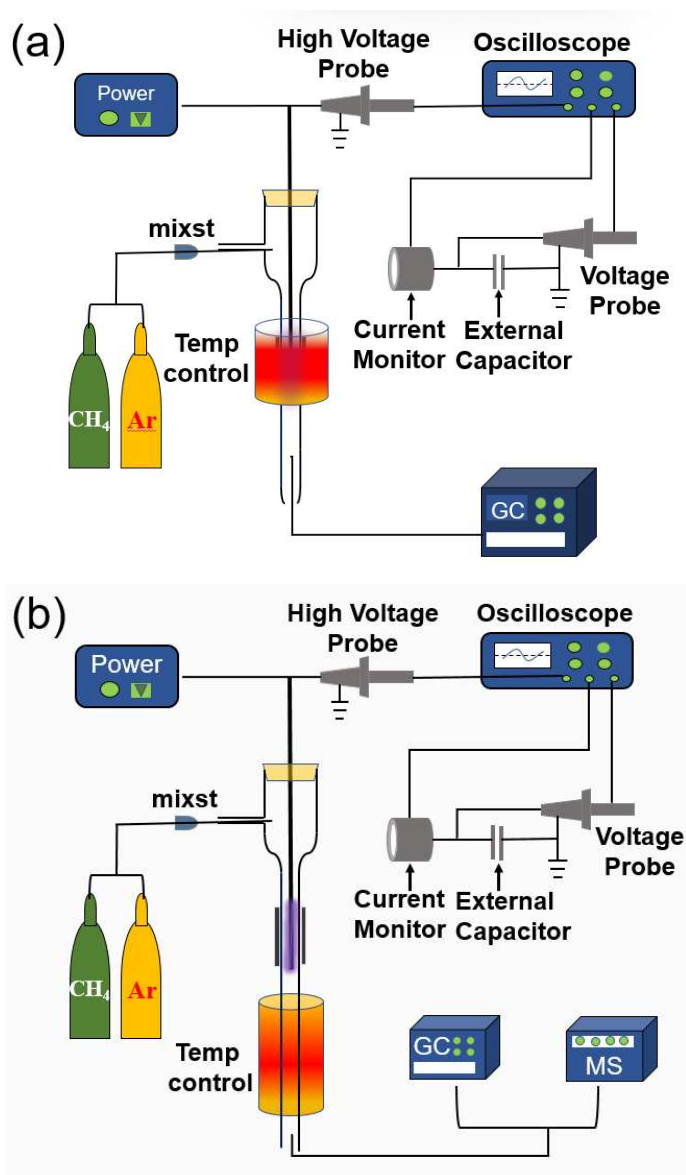 (a)
High Voltage
Probe
Oscilloscope
Power
mixst
Voltage
Probe
Current
Monitor
External
Capacitor
Temp
control
CH₄
Ar
GC
(b)
High Voltage
Probe
Oscilloscope
Power
mixst
Voltage
Probe
Current
Monitor
External
Capacitor
CH₄
Ar
Temp
control
GC
MS